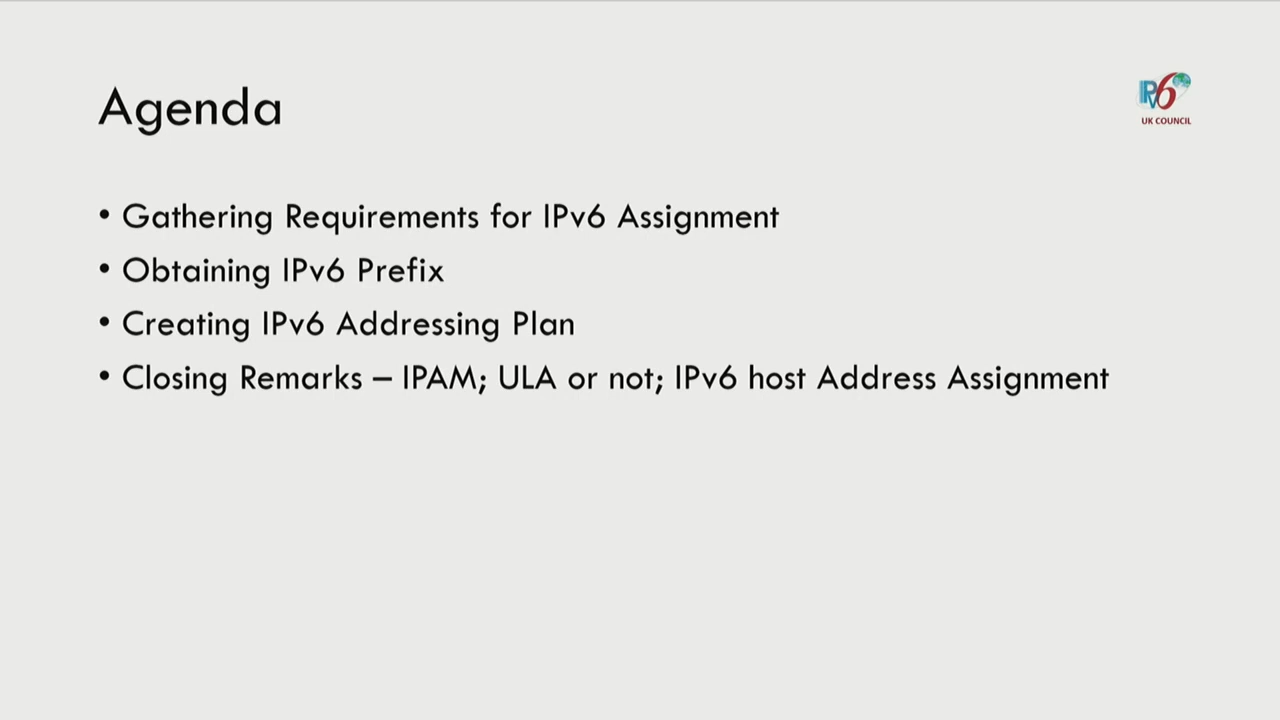 Agenda
IPv6
UK COUNCIL
• Gathering Requirements for IPv6 Assignment
• Obtaining IPv6 Prefix
• Creating IPv6 Addressing Plan
• Closing Remarks – IPAM; ULA or not; IPv6 host Address Assignment